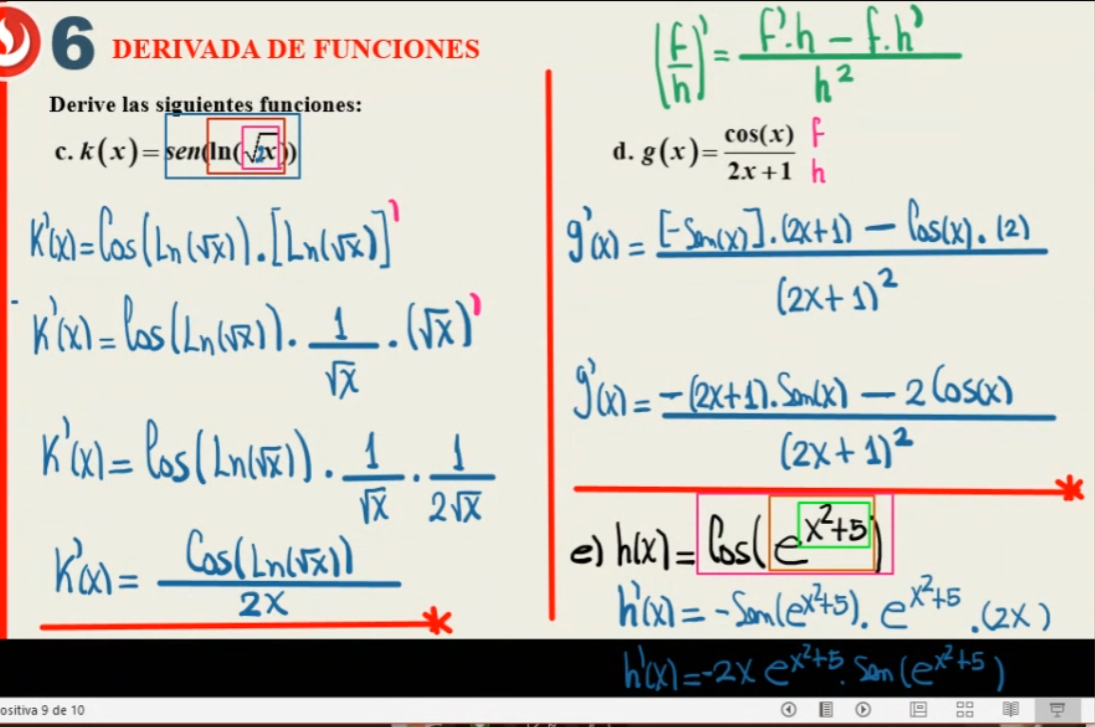 6 DERIVADA DE FUNCIONES
Derive las siguientes funciones:
c. k(x) = sen(ln(√x))
K'(x) = Cos(Ln(√x)) . [Ln(√x)]'
K'(x) = Cos(Ln(√x)) . 1/√x . (√x)'
K'(x) = Cos(Ln(√x)) . 1/√x . 1/2√x
K'(x) = Cos(Ln(√x)) / 2x
(f/h)' = f'.h − f.h' / h²
d. g(x) = cos(x) / 2x+1 f h
g'(x) = [-Sen(x)].(2x+1) − Cos(x).(2) / (2x+1)²
g'(x) = -(2x+1).Sen(x) − 2Cos(x) / (2x+1)²
e) h(x) = Cos(e^x²+5)
h'(x) = -Sen(e^x²+5) . e^x²+5 . (2x)
h'(x) = -2x e^x²+5 . Sen(e^x²+5)
ositiva 9 de 10